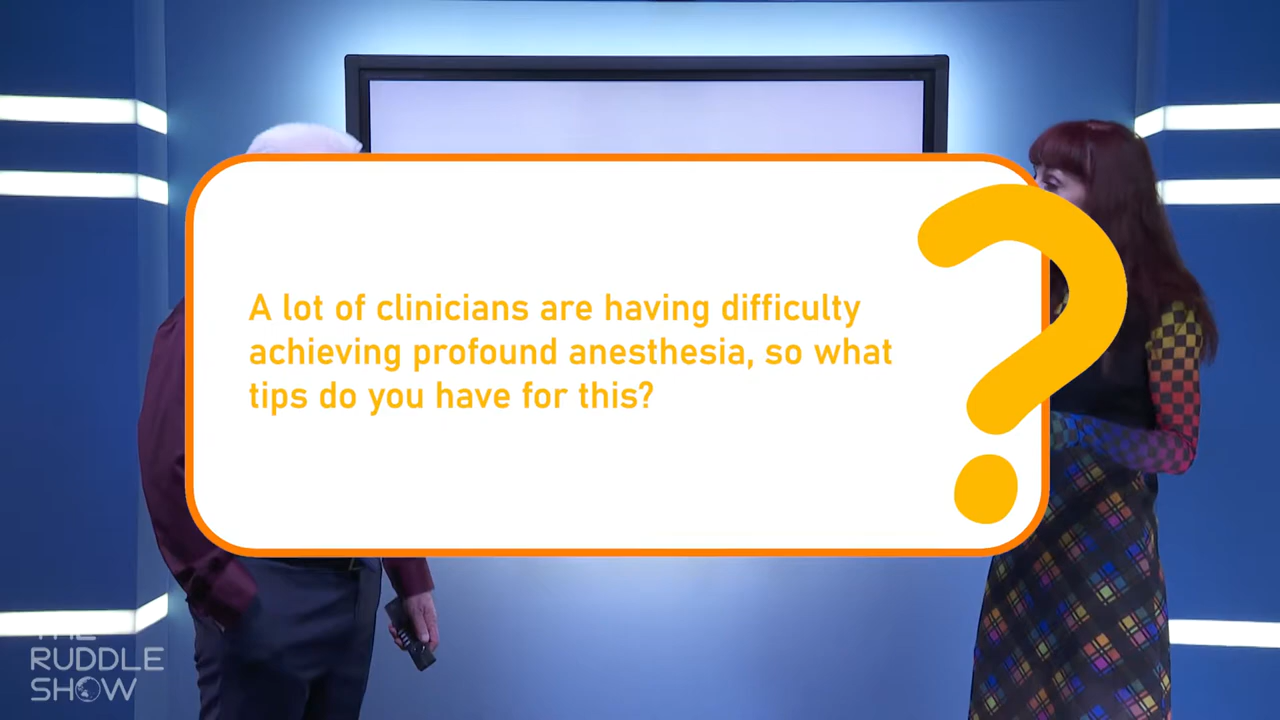 A lot of clinicians are having difficulty
achieving profound anesthesia, so what
tips do you have for this?
?
THE
RUDDLE
SHOW